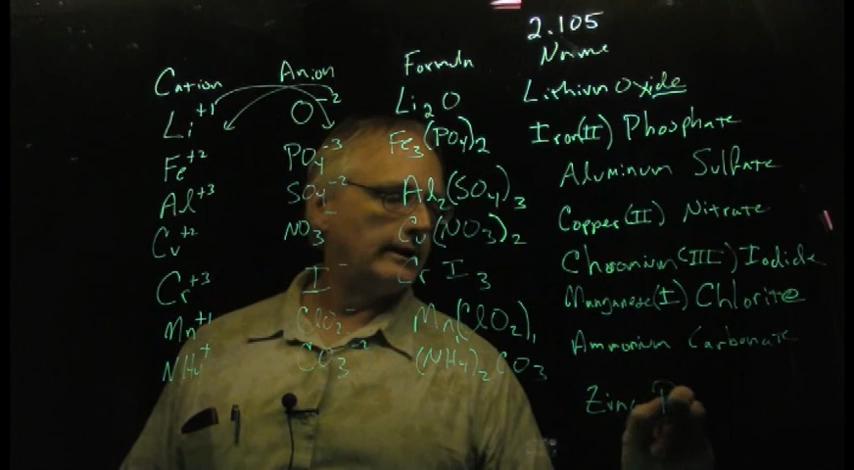 2.105
Cation Anion Formula Name
Li+1 O-2 Li2O Lithium Oxide
Fe+2 PO4-3 Fe3(PO4)2 Iron(II) Phosphate
Al+3 SO4-2 Al2(SO4)3 Aluminum Sulfate
Cu+2 NO3- Cu(NO3)2 Copper(II) Nitrate
Cr+3 I- CrI3 Chromium(III) Iodide
Mn+1 ClO2- Mn1(ClO2)1 Manganese(I) Chlorite
NH4+ CO3-2 (NH4)2CO3 Ammonium Carbonate
Zinc P